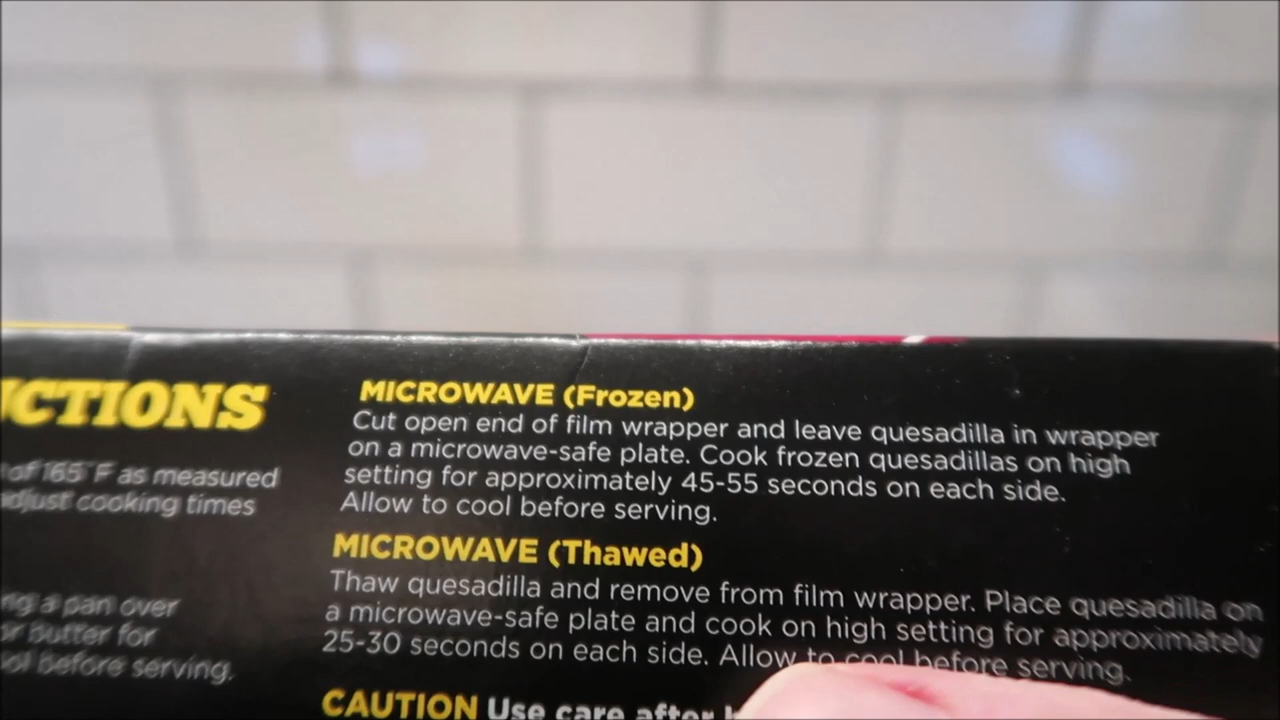 CTIONS
of 165°F as measured
adjust cooking times
a pan over
or butter for
before serving.
MICROWAVE (Frozen)
Cut open end of film wrapper and leave quesadilla in wrapper
on a microwave-safe plate. Cook frozen quesadillas on high
setting for approximately 45-55 seconds on each side.
Allow to cool before serving.
MICROWAVE (Thawed)
Thaw quesadilla and remove from film wrapper. Place quesadilla on
a microwave-safe plate and cook on high setting for approximately
25-30 seconds on each side. Allow to cool before serving.
CAUTION Use care after